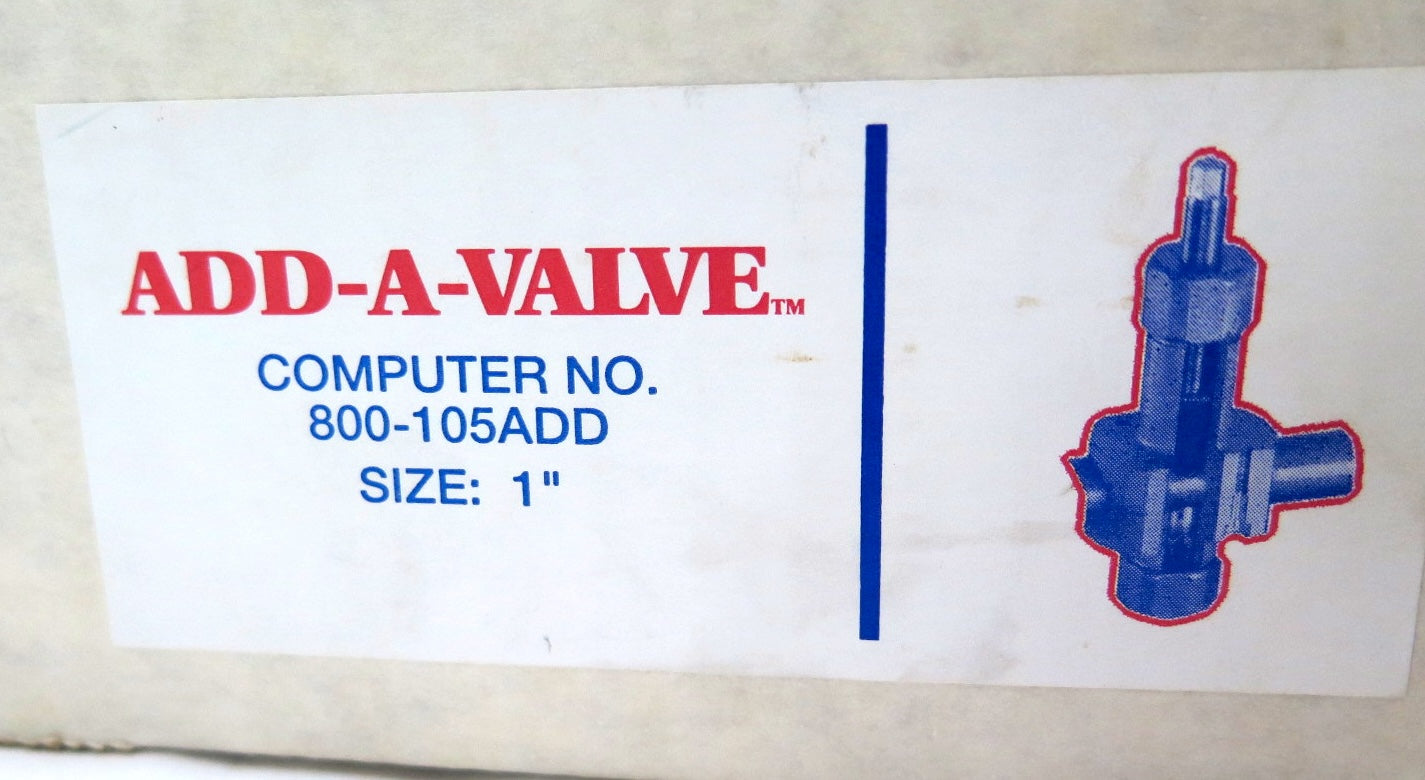 ADD-A-VALVE™
COMPUTER NO.
800-105ADD
SIZE: 1"